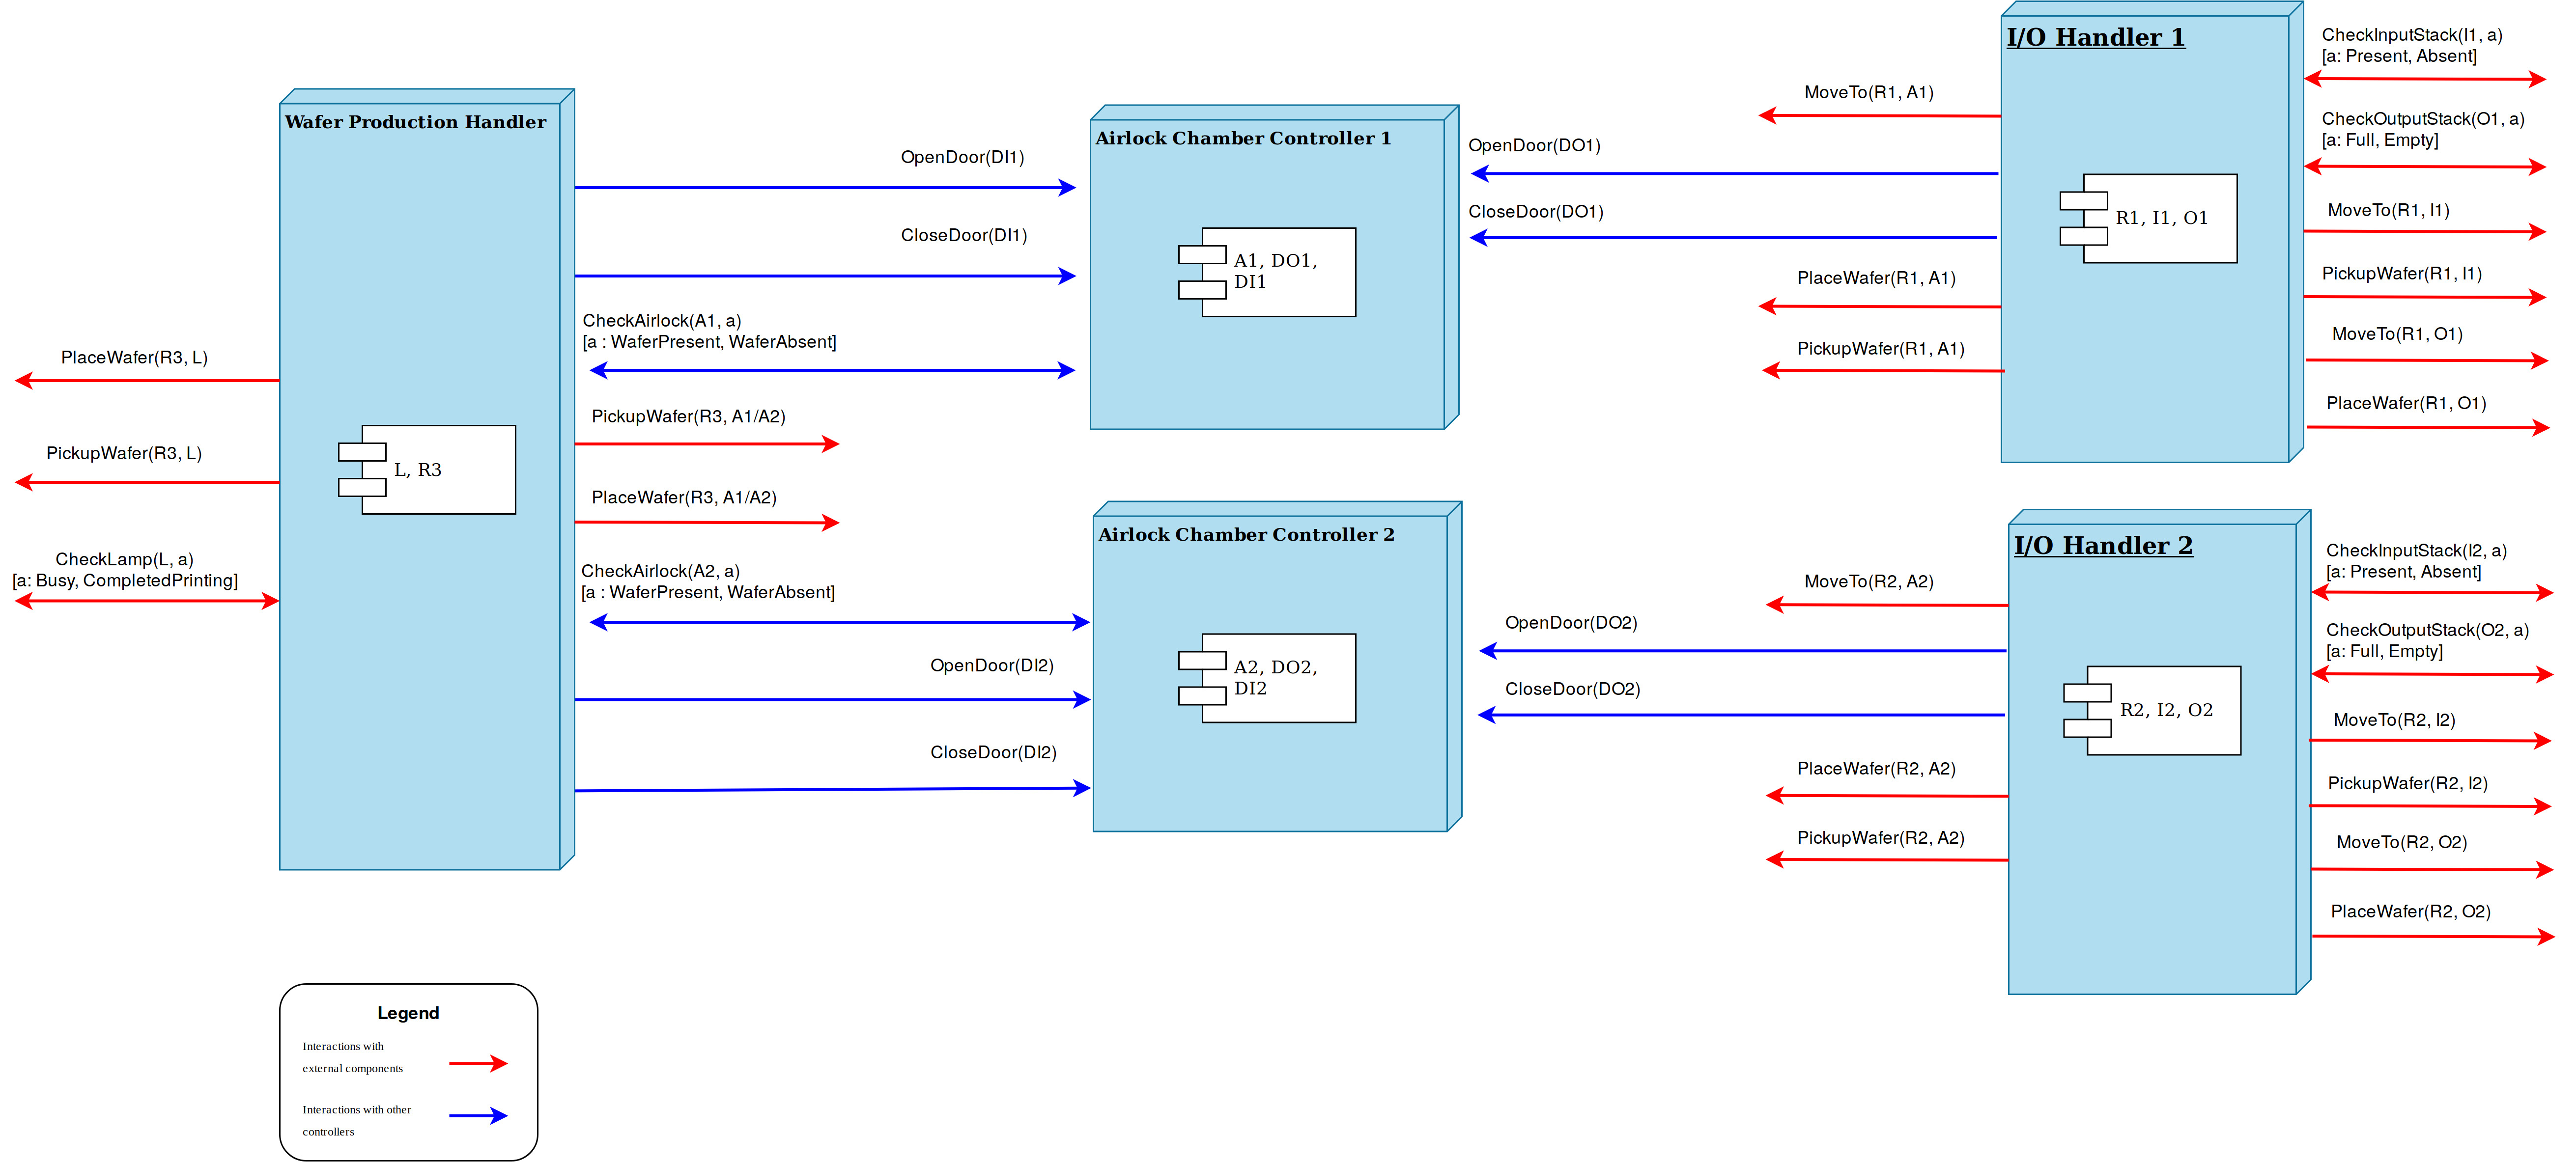 PlaceWafer(R3, L)
PickupWafer(R3, L)
CheckLamp(L, a)
[a: Busy, CompletedPrinting]
Wafer Production Handler
L, R3
OpenDoor(DI1)
CloseDoor(DI1)
CheckAirlock(A1, a)
[a : WaferPresent, WaferAbsent]
PickupWafer(R3, A1/A2)
PlaceWafer(R3, A1/A2)
CheckAirlock(A2, a)
[a : WaferPresent, WaferAbsent]
OpenDoor(DI2)
CloseDoor(DI2)
Airlock Chamber Controller 1
A1, DO1,
DI1
Airlock Chamber Controller 2
A2, DO2,
DI2
MoveTo(R1, A1)
OpenDoor(DO1)
CloseDoor(DO1)
PlaceWafer(R1, A1)
PickupWafer(R1, A1)
MoveTo(R2, A2)
OpenDoor(DO2)
CloseDoor(DO2)
PlaceWafer(R2, A2)
PickupWafer(R2, A2)
I/O Handler 1
R1, I1, O1
I/O Handler 2
R2, I2, O2
CheckInputStack(I1, a)
[a: Present, Absent]
CheckOutputStack(O1, a)
[a: Full, Empty]
MoveTo(R1, I1)
PickupWafer(R1, I1)
MoveTo(R1, O1)
PlaceWafer(R1, O1)
CheckInputStack(I2, a)
[a: Present, Absent]
CheckOutputStack(O2, a)
[a: Full, Empty]
MoveTo(R2, I2)
PickupWafer(R2, I2)
MoveTo(R2, O2)
PlaceWafer(R2, O2)
Legend
Interactions with
external components
Interactions with other
controllers